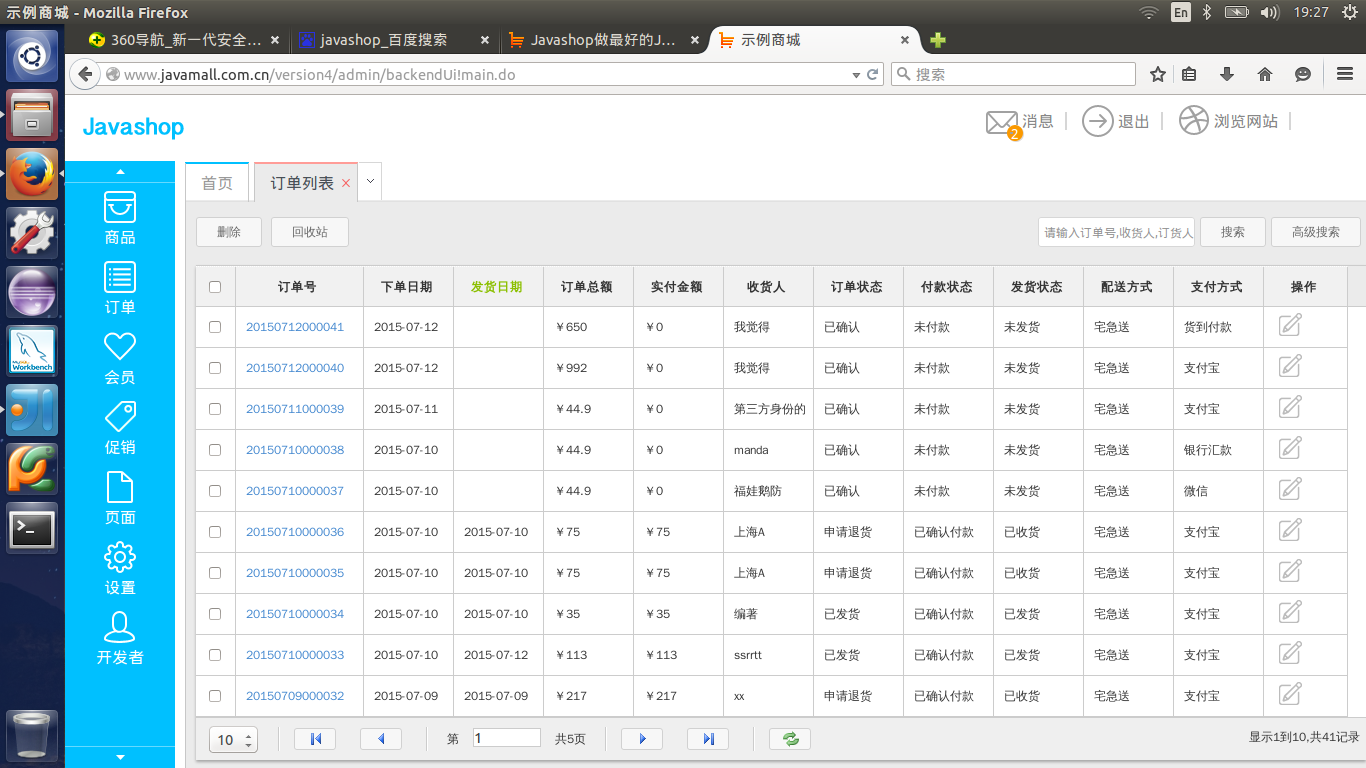 示例商城 - Mozilla Firefox
En
19:27
360导航_新一代安全...
javashop_百度搜索
Javashop做最好的J...
示例商城
www.javamall.com.cn/version4/admin/backendUi!main.do
搜索
Javashop
2
消息
退出
浏览网站
首页
订单列表
商品
订单
会员
促销
页面
设置
开发者
删除
回收站
请输入订单号,收货人,订货人
搜索
高级搜索
订单号 下单日期 发货日期 订单总额 实付金额 收货人 订单状态 付款状态 发货状态 配送方式 支付方式 操作
20150712000041 2015-07-12 ￥650 ￥0 我觉得 已确认 未付款 未发货 宅急送 货到付款
20150712000040 2015-07-12 ￥992 ￥0 我觉得 已确认 未付款 未发货 宅急送 支付宝
20150711000039 2015-07-11 ￥44.9 ￥0 第三方身份的 已确认 未付款 未发货 宅急送 支付宝
20150710000038 2015-07-10 ￥44.9 ￥0 manda 已确认 未付款 未发货 宅急送 银行汇款
20150710000037 2015-07-10 ￥44.9 ￥0 福娃鹅防 已确认 未付款 未发货 宅急送 微信
20150710000036 2015-07-10 2015-07-10 ￥75 ￥75 上海A 申请退货 已确认付款 已收货 宅急送 支付宝
20150710000035 2015-07-10 2015-07-10 ￥75 ￥75 上海A 申请退货 已确认付款 已收货 宅急送 支付宝
20150710000034 2015-07-10 2015-07-10 ￥35 ￥35 编著 已发货 已确认付款 已发货 宅急送 支付宝
20150710000033 2015-07-10 2015-07-12 ￥113 ￥113 ssrrtt 已发货 已确认付款 已发货 宅急送 支付宝
20150709000032 2015-07-09 2015-07-09 ￥217 ￥217 xx 申请退货 已确认付款 已收货 宅急送 支付宝
10 第 1 共5页 显示1到10,共41记录
Workbench